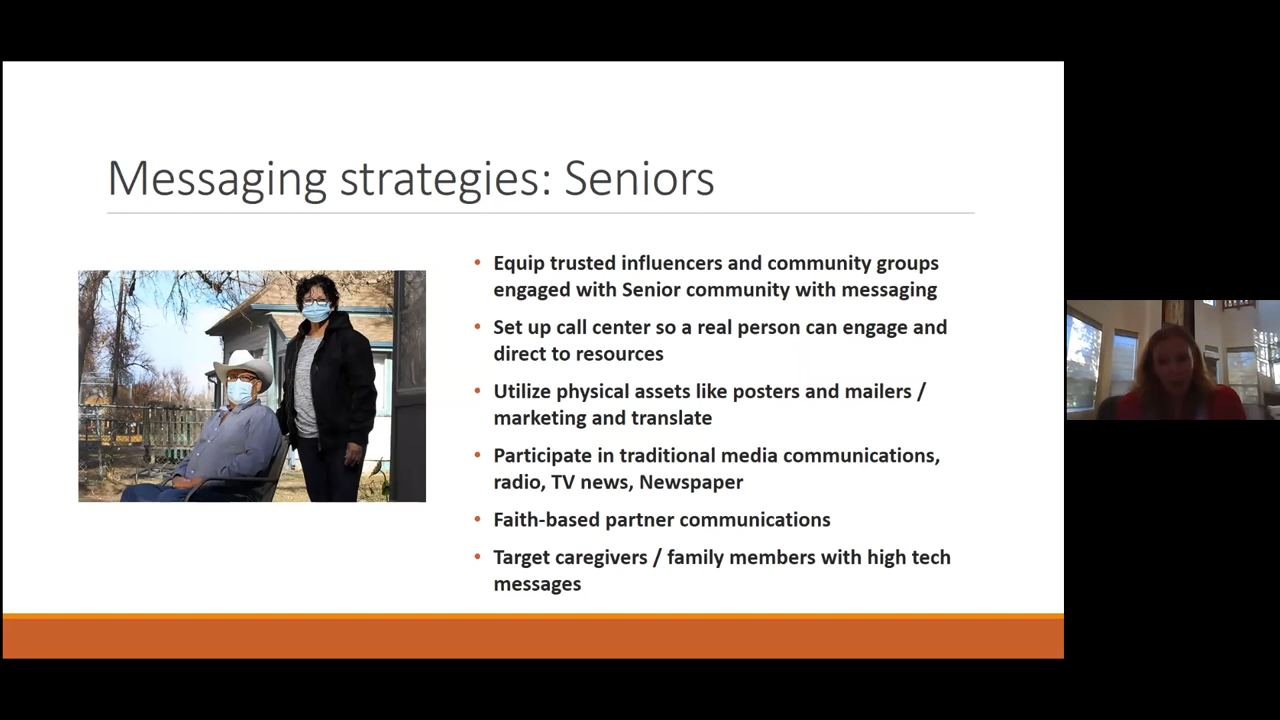 Messaging strategies: Seniors
• Equip trusted influencers and community groups
engaged with Senior community with messaging
• Set up call center so a real person can engage and
direct to resources
• Utilize physical assets like posters and mailers /
marketing and translate
• Participate in traditional media communications,
radio, TV news, Newspaper
• Faith-based partner communications
• Target caregivers / family members with high tech
messages